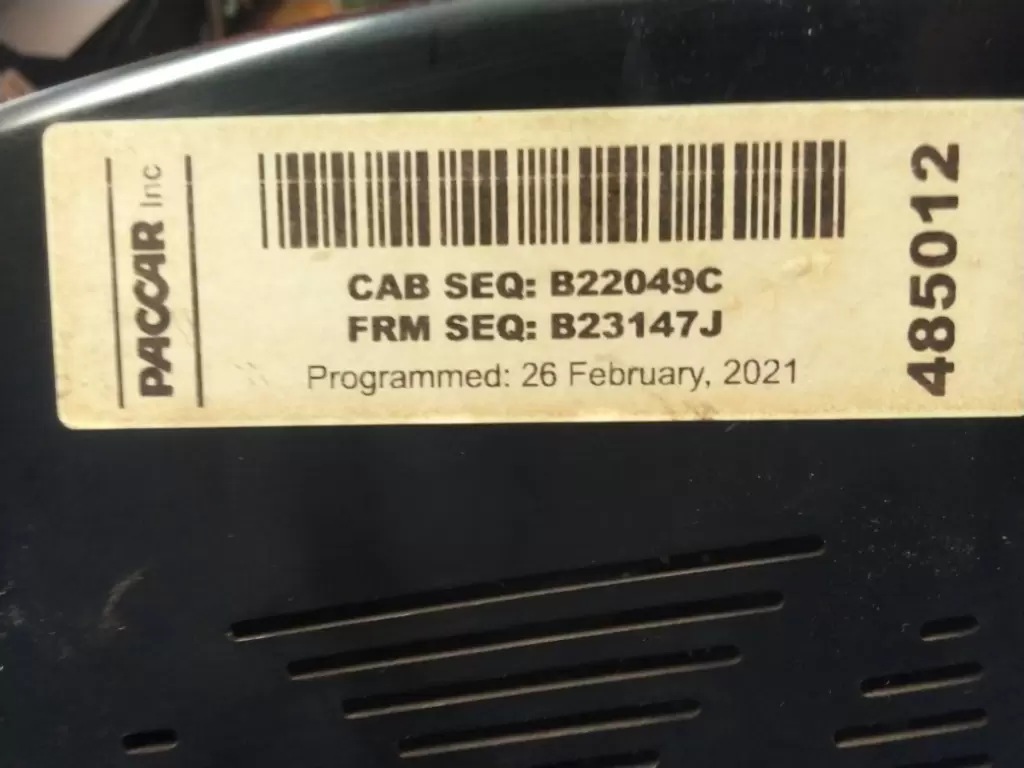 PACCAR Inc
CAB SEQ: B22049C
FRM SEQ: B23147J
Programmed: 26 February, 2021
485012